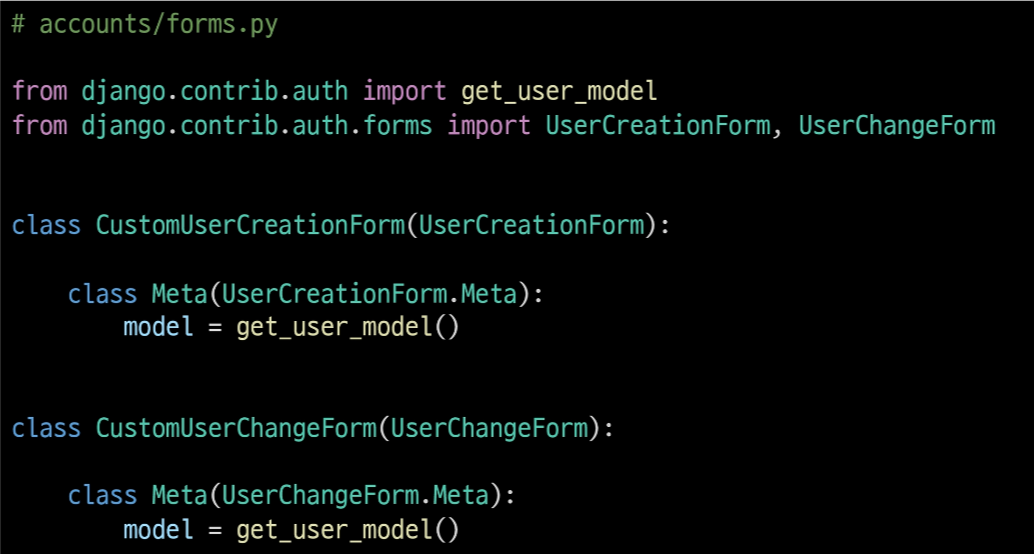 # accounts/forms.py
from django.contrib.auth import get_user_model
from django.contrib.auth.forms import UserCreationForm, UserChangeForm
class CustomUserCreationForm(UserCreationForm):
    class Meta(UserCreationForm.Meta):
        model = get_user_model()
class CustomUserChangeForm(UserChangeForm):
    class Meta(UserChangeForm.Meta):
        model = get_user_model()